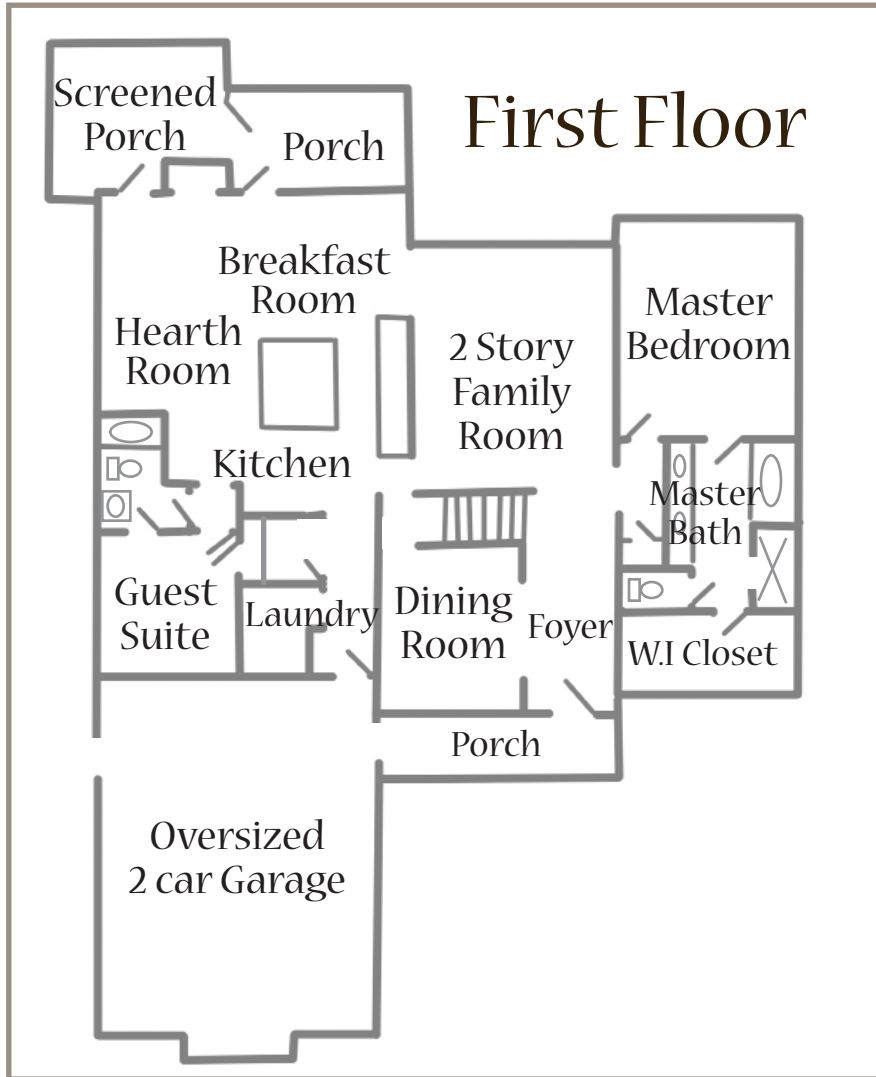 First Floor
Screened
Porch
Porch
Breakfast
Room
Hearth
Room
2 Story
Family
Room
Master
Bedroom
Kitchen
Master
Bath
Guest
Suite
Laundry
Dining
Room
Foyer
W.I Closet
Porch
Oversized
2 car Garage